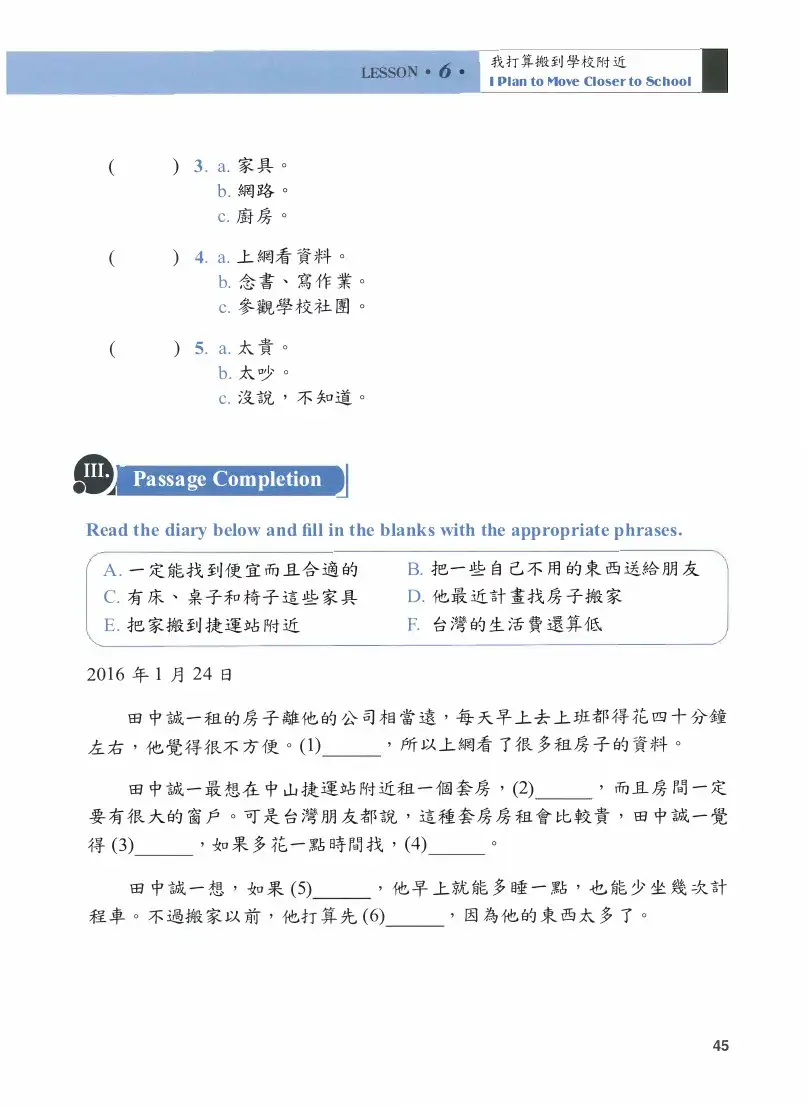 LESSON • 6 •
我打算搬到學校附近
I Plan to Move Closer to School
( ) 3. a. 家具。
b. 網路。
c. 廚房。
( ) 4. a. 上網看資料。
b. 念書、寫作業。
c. 參觀學校社團。
( ) 5. a. 太貴。
b. 太吵。
c. 沒說，不知道。
III. Passage Completion
Read the diary below and fill in the blanks with the appropriate phrases.
A. 一定能找到便宜而且合適的 B. 把一些自己不用的東西送給朋友
C. 有床、桌子和椅子這些家具 D. 他最近計畫找房子搬家
E. 把家搬到捷運站附近 F. 台灣的生活費還算低
2016 年 1 月 24 日
田中誠一租的房子離他的公司相當遠，每天早上去上班都得花四十分鐘
左右，他覺得很不方便。(1)______，所以上網看了很多租房子的資料。
田中誠一最想在中山捷運站附近租一個套房，(2)______，而且房間一定
要有很大的窗戶。可是台灣朋友都說，這種套房房租會比較貴，田中誠一覺
得 (3)______，如果多花一點時間找，(4)______。
田中誠一想，如果 (5)______，他早上就能多睡一點，也能少坐幾次計
程車。不過搬家以前，他打算先 (6)______，因為他的東西太多了。
45